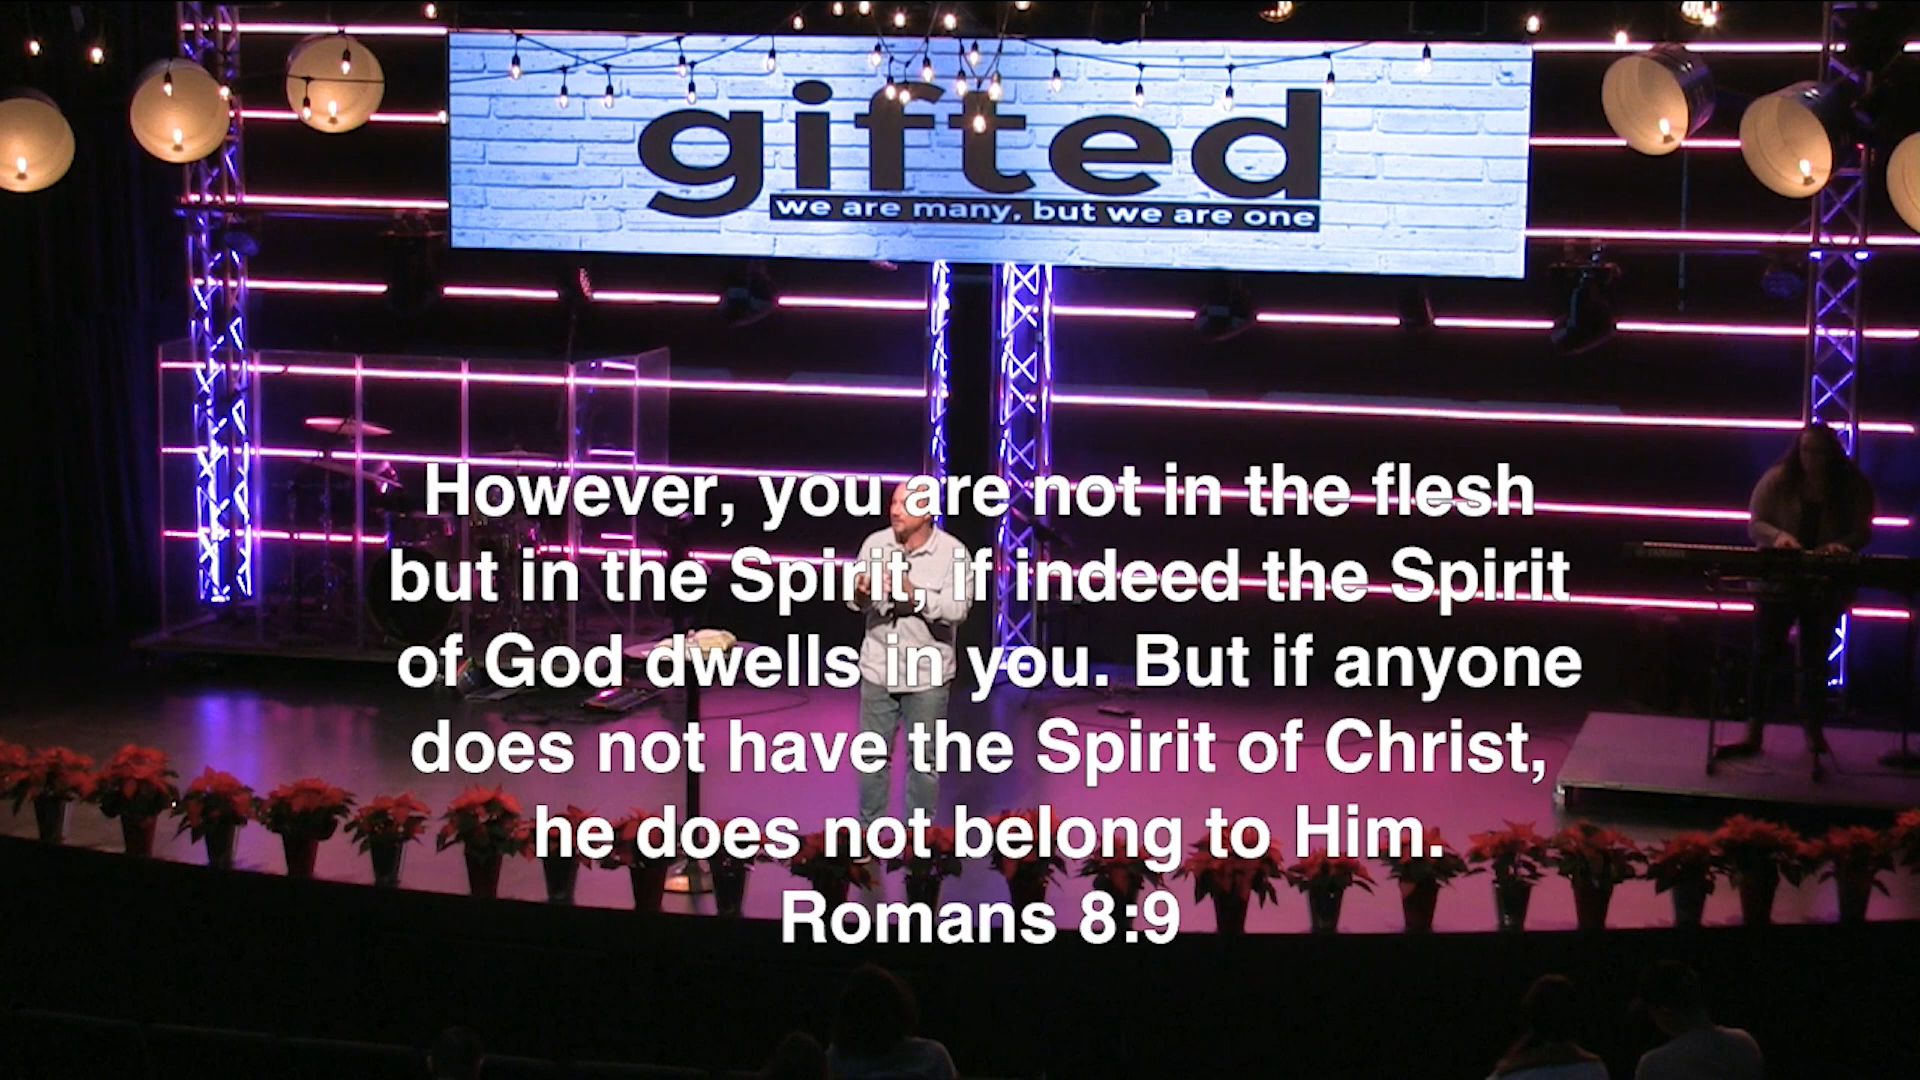 gifted
we are many, but we are one
However, you are not in the flesh
but in the Spirit, if indeed the Spirit
of God dwells in you. But if anyone
does not have the Spirit of Christ,
he does not belong to Him.
Romans 8:9
YAMAHA